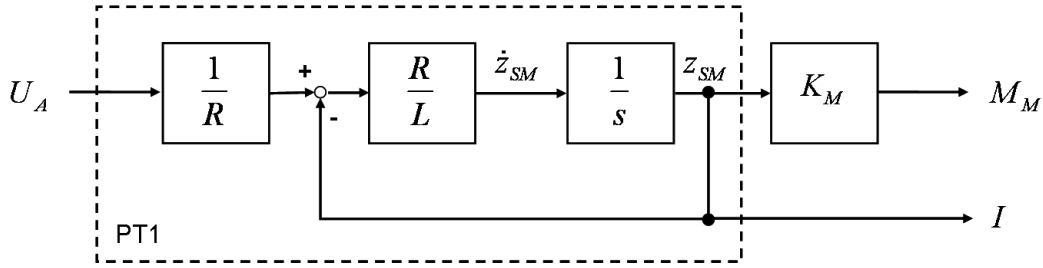 U_A
1
R
+
-
R
L
ż_SM
1
s
z_SM
K_M
M_M
I
PT1